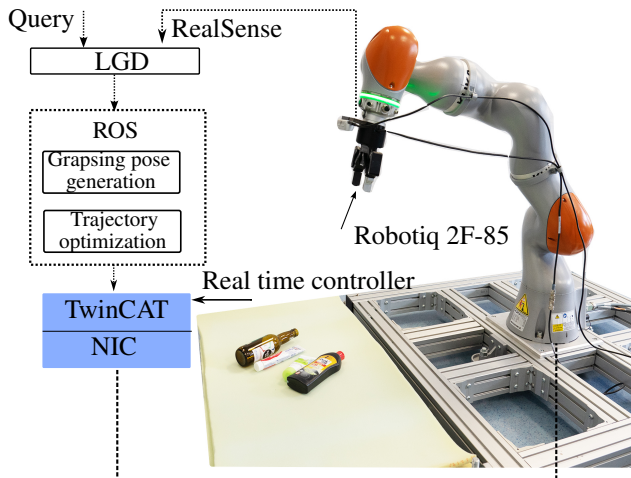 Query
RealSense
LGD
ROS
Grapsing pose
generation
Trajectory
optimization
Robotiq 2F-85
Real time controller
TwinCAT
NIC